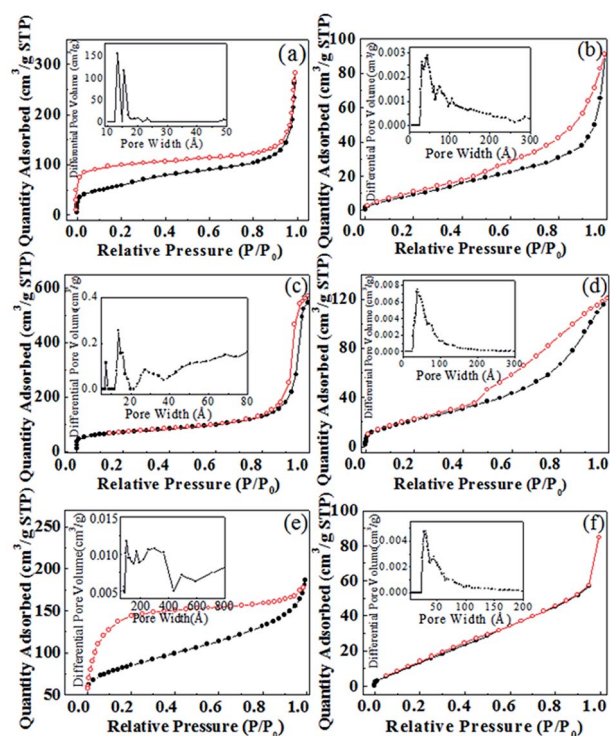 (a)
Quantity Adsorbed (cm³/g STP)
300
200
100
0
0.0 0.2 0.4 0.6 0.8 1.0
Relative Pressure (P/P₀)
Differential Pore Volume (cm³/g)
150
100
50
0
10 20 30 40 50
Pore Width (Å)
(b)
Quantity Adsorbed (cm³/g STP)
100
80
60
40
20
0
0.0 0.2 0.4 0.6 0.8 1.0
Relative Pressure (P/P₀)
Differential Pore Volume (cm³/g)
0.003
0.002
0.001
0.000
0 100 200 300
Pore Width (Å)
(c)
Quantity Adsorbed (cm³/g STP)
600
400
200
0
0.0 0.2 0.4 0.6 0.8 1.0
Relative Pressure (P/P₀)
Differential Pore Volume (cm³/g)
0.4
0.2
0.0
20 40 60 80
Pore Width (Å)
(d)
Quantity Adsorbed (cm³/g STP)
120
80
40
0
0.0 0.2 0.4 0.6 0.8 1.0
Relative Pressure (P/P₀)
Differential Pore Volume (cm³/g)
0.008
0.006
0.004
0.002
0.000
0 100 200 300
Pore Width (Å)
(e)
Quantity Adsorbed (cm³/g STP)
250
200
150
100
50
0.0 0.2 0.4 0.6 0.8 1.0
Relative Pressure (P/P₀)
Differential Pore Volume(cm³/g)
0.015
0.010
0.005
200 400 600 800
Pore Width(Å)
(f)
Quantity Adsorbed (cm³/g STP)
100
80
60
40
20
0
0.0 0.2 0.4 0.6 0.8 1.0
Relative Pressure (P/P₀)
Differential Pore Volume (cm³/g)
0.005
0.004
0.003
0.002
0.001
0.000
50 100 150 200
Pore Width (Å)